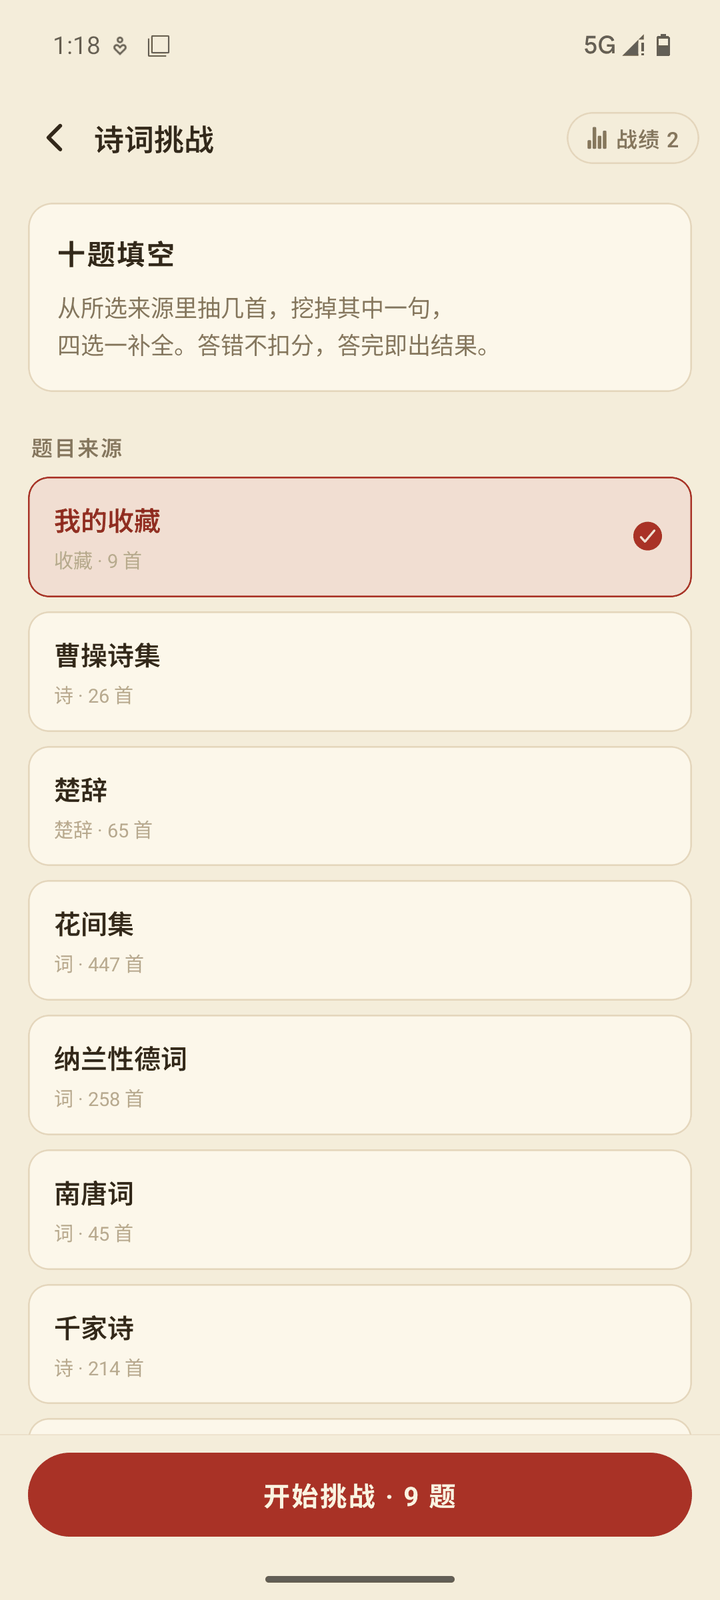 1:18
5G
诗词挑战
战绩 2
十题填空
从所选来源里抽几首，挖掉其中一句，
四选一补全。答错不扣分，答完即出结果。
题目来源
我的收藏
收藏 · 9 首
曹操诗集
诗 · 26 首
楚辞
楚辞 · 65 首
花间集
词 · 447 首
纳兰性德词
词 · 258 首
南唐词
词 · 45 首
千家诗
诗 · 214 首
开始挑战 · 9 题